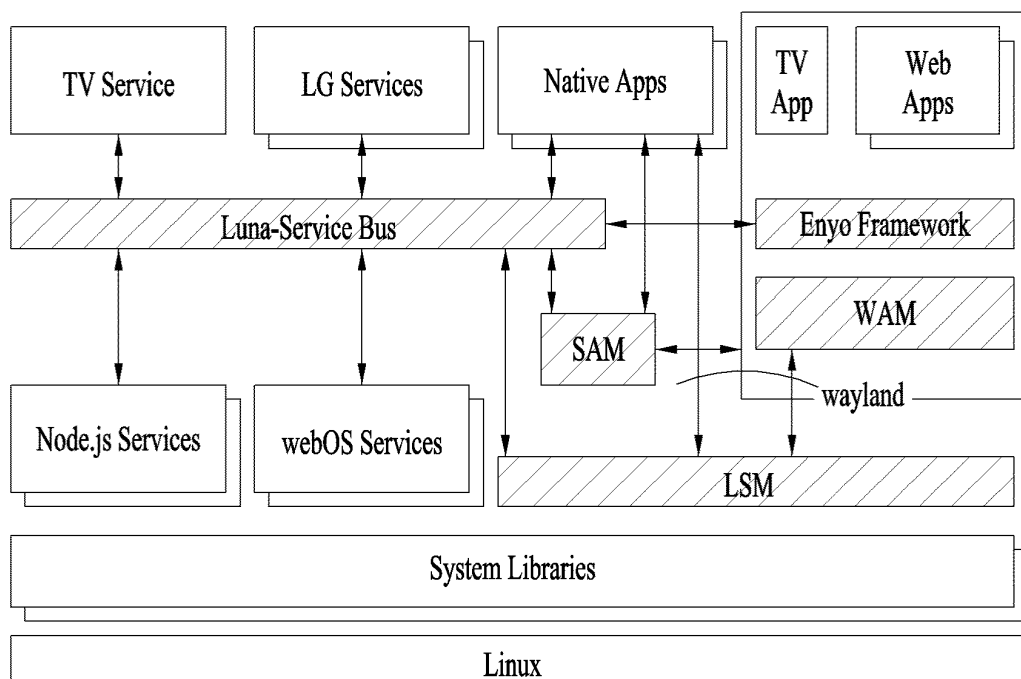 TV Service
LG Services
Native Apps
TV
App
Web
Apps
Luna-Service Bus
Enyo Framework
WAM
SAM
wayland
Node.js Services
webOS Services
LSM
System Libraries
Linux